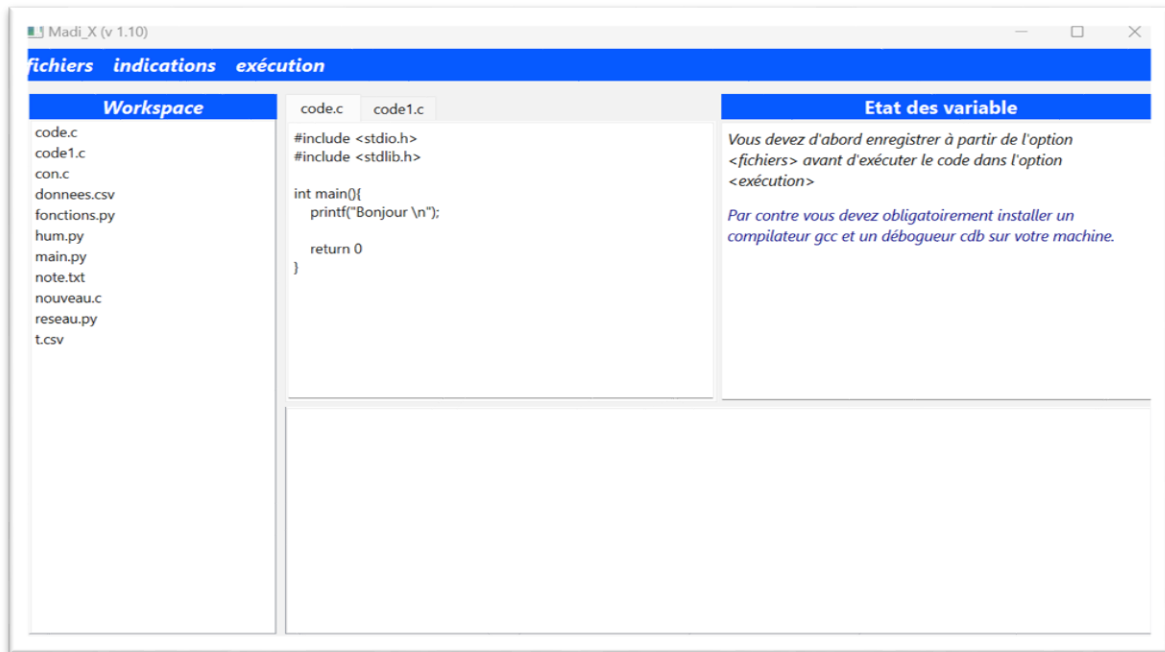 Madi_X (v 1.10)
fichiers indications exécution
Workspace
code.c
code1.c
con.c
donnees.csv
fonctions.py
hum.py
main.py
note.txt
nouveau.c
reseau.py
t.csv
code.c code1.c
#include <stdio.h>
#include <stdlib.h>
int main(){
printf("Bonjour \n");
return 0
}
Etat des variable
Vous devez d'abord enregistrer à partir de l'option
<fichiers> avant d'exécuter le code dans l'option
<exécution>
Par contre vous devez obligatoirement installer un
compilateur gcc et un débogueur cdb sur votre machine.